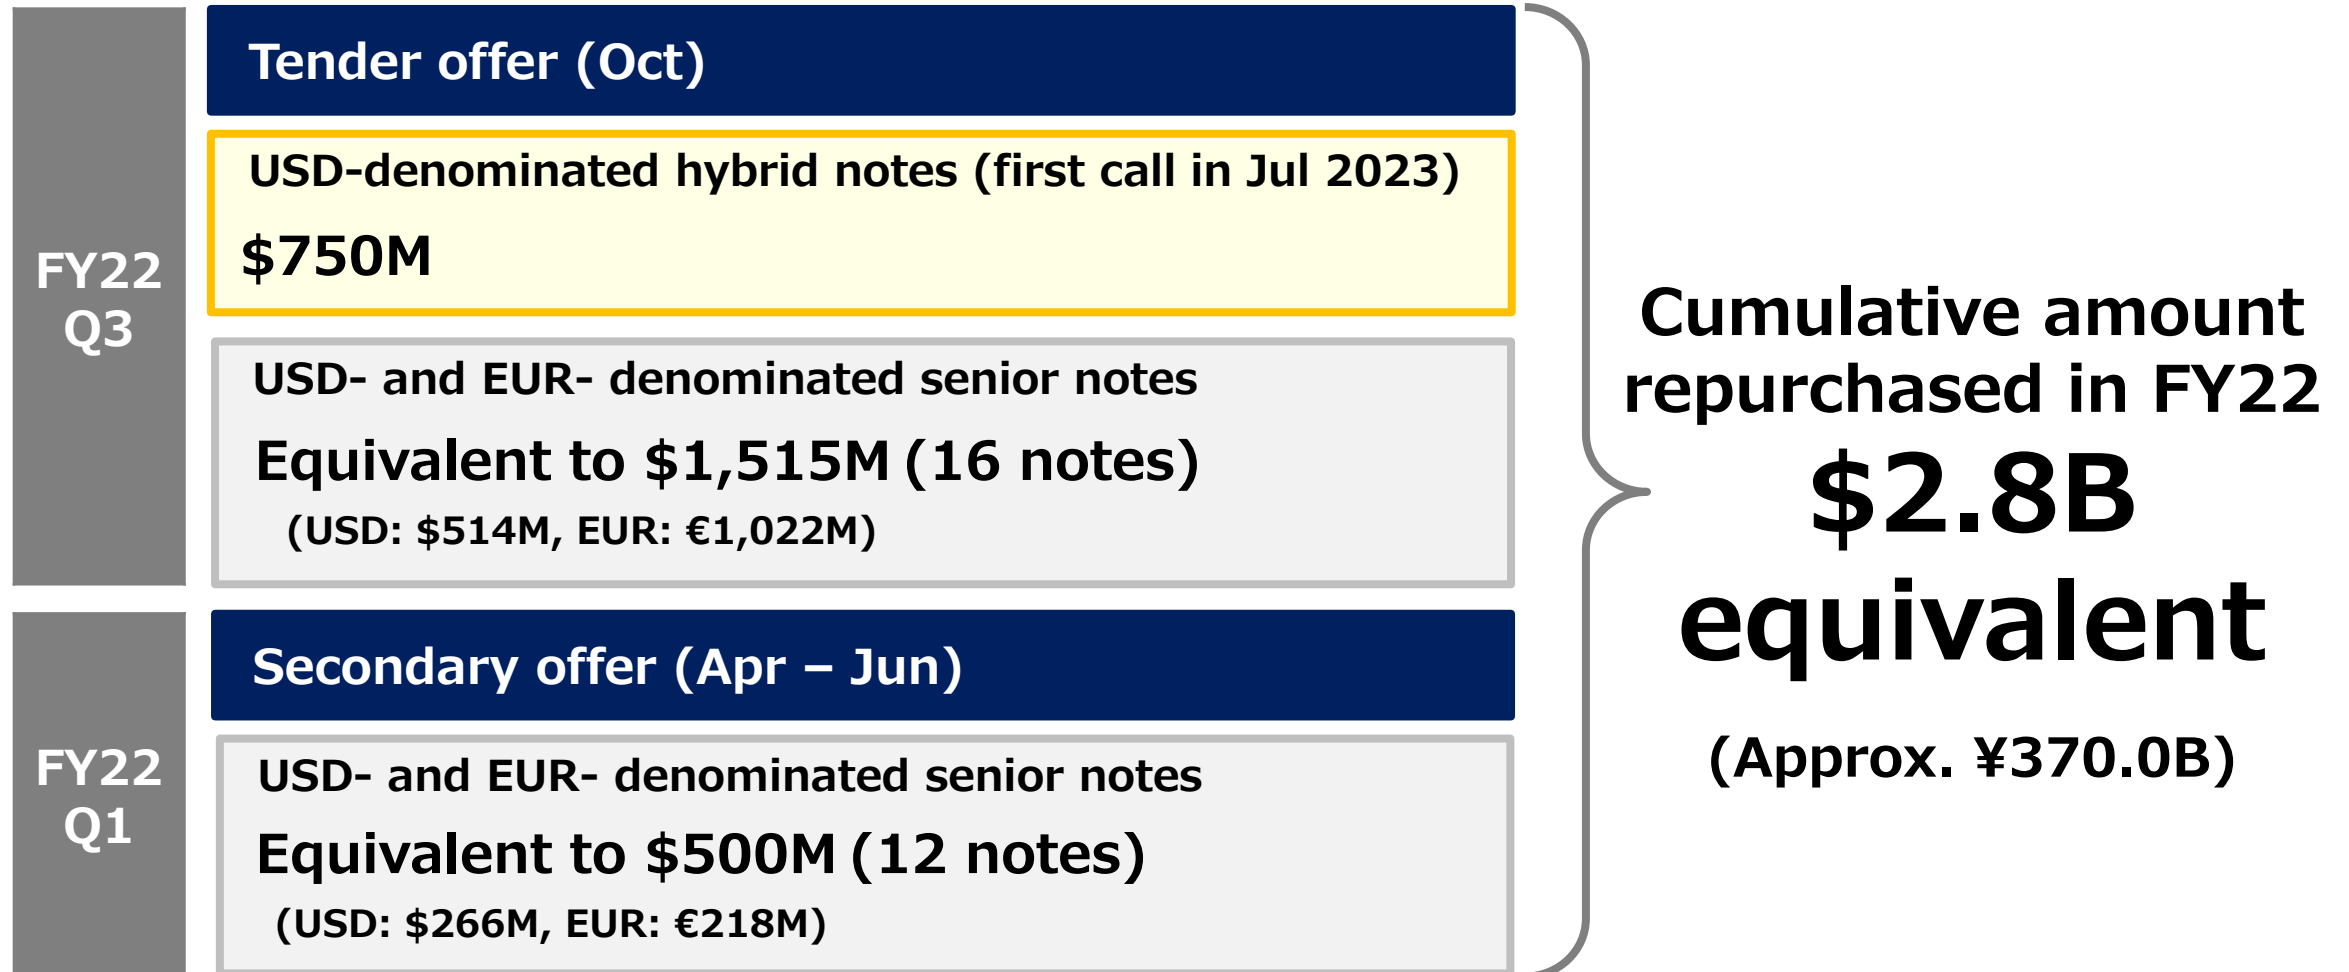 FY22
Q3
Tender offer (Oct)
USD-denominated hybrid notes (first call in Jul 2023)
$750M
USD- and EUR- denominated senior notes
Equivalent to $1,515M (16 notes)
(USD: $514M, EUR: €1,022M)
FY22
Q1
Secondary offer (Apr – Jun)
USD- and EUR- denominated senior notes
Equivalent to $500M (12 notes)
(USD: $266M, EUR: €218M)
Cumulative amount
repurchased in FY22
$2.8B
equivalent
(Approx. ¥370.0B)